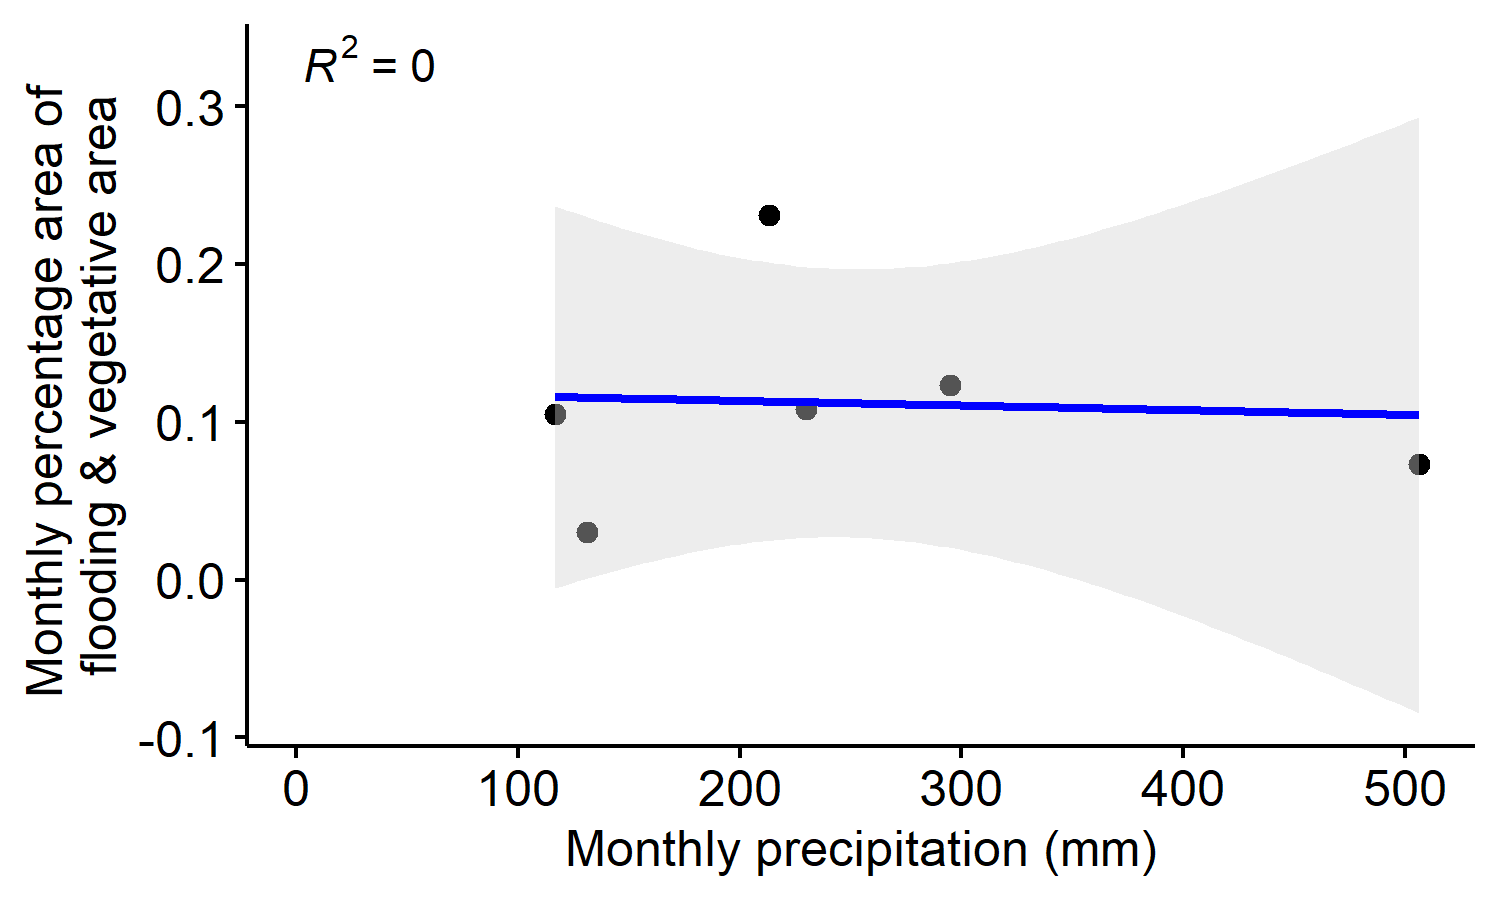 R² = 0
Monthly percentage area of
flooding & vegetative area
0.3
0.2
0.1
0.0
-0.1
0 100 200 300 400 500
Monthly precipitation (mm)